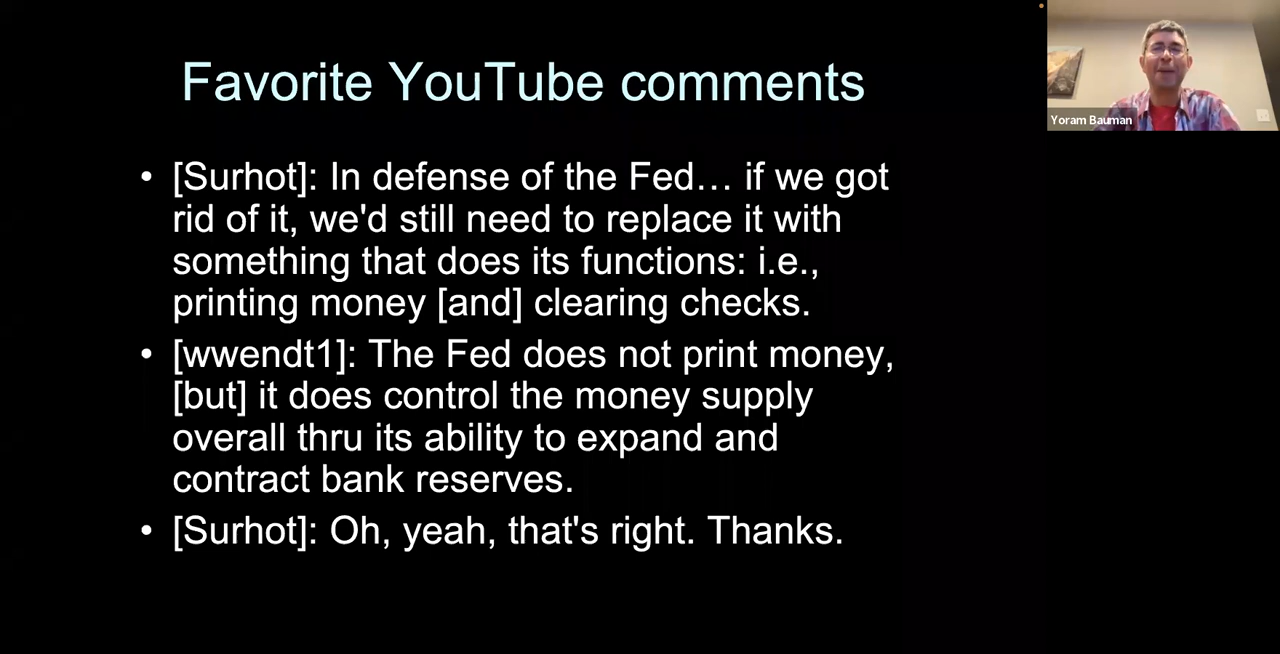 Favorite YouTube comments
Yoram Bauman
• [Surhot]: In defense of the Fed… if we got
rid of it, we'd still need to replace it with
something that does its functions: i.e.,
printing money [and] clearing checks.
• [wwendt1]: The Fed does not print money,
[but] it does control the money supply
overall thru its ability to expand and
contract bank reserves.
• [Surhot]: Oh, yeah, that's right. Thanks.